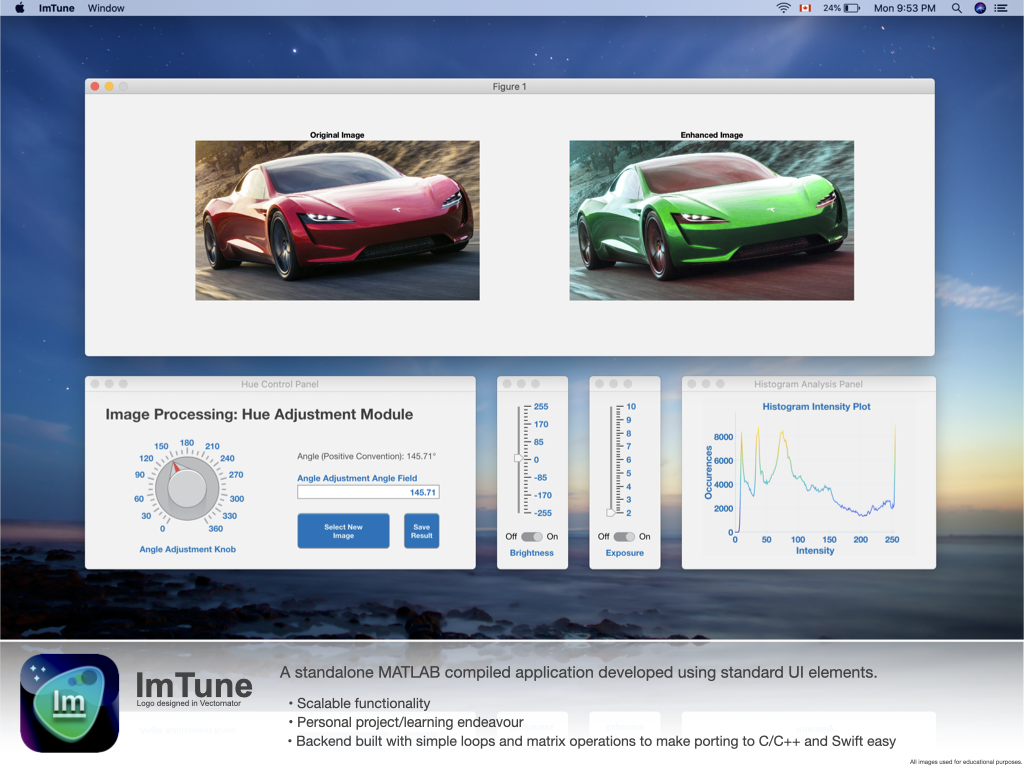 ImTune Window 24% Mon 9:53 PM
Figure 1
Original Image
Enhanced Image
Hue Control Panel
Image Processing: Hue Adjustment Module
0
30
60
90
120
150
180
210
240
270
300
330
360
Angle Adjustment Knob
Angle (Positive Convention): 145.71°
Angle Adjustment Angle Field
145.71
Select New
Image
Save
Result
255
170
85
0
-85
-170
-255
Off On
Brightness
10
9
8
7
6
5
4
3
2
Off On
Exposure
Histogram Analysis Panel
Histogram Intensity Plot
Occurences
8000
6000
4000
2000
0
0 50 100 150 200 250
Intensity
Im
ImTune
Logo designed in Vectornator
A standalone MATLAB compiled application developed using standard UI elements.
• Scalable functionality
• Personal project/learning endeavour
• Backend built with simple loops and matrix operations to make porting to C/C++ and Swift easy
All images used for educational purposes.